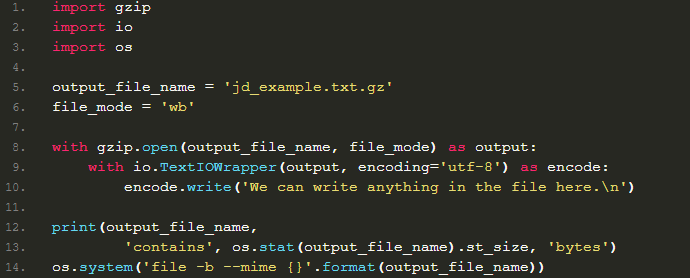 1. import gzip
2. import io
3. import os
4.
5. output_file_name = 'jd_example.txt.gz'
6. file_mode = 'wb'
7.
8. with gzip.open(output_file_name, file_mode) as output:
9.     with io.TextIOWrapper(output, encoding='utf-8') as encode:
10.         encode.write('We can write anything in the file here.\n')
11.
12. print(output_file_name,
13.         'contains', os.stat(output_file_name).st_size, 'bytes')
14. os.system('file -b --mime {}'.format(output_file_name))